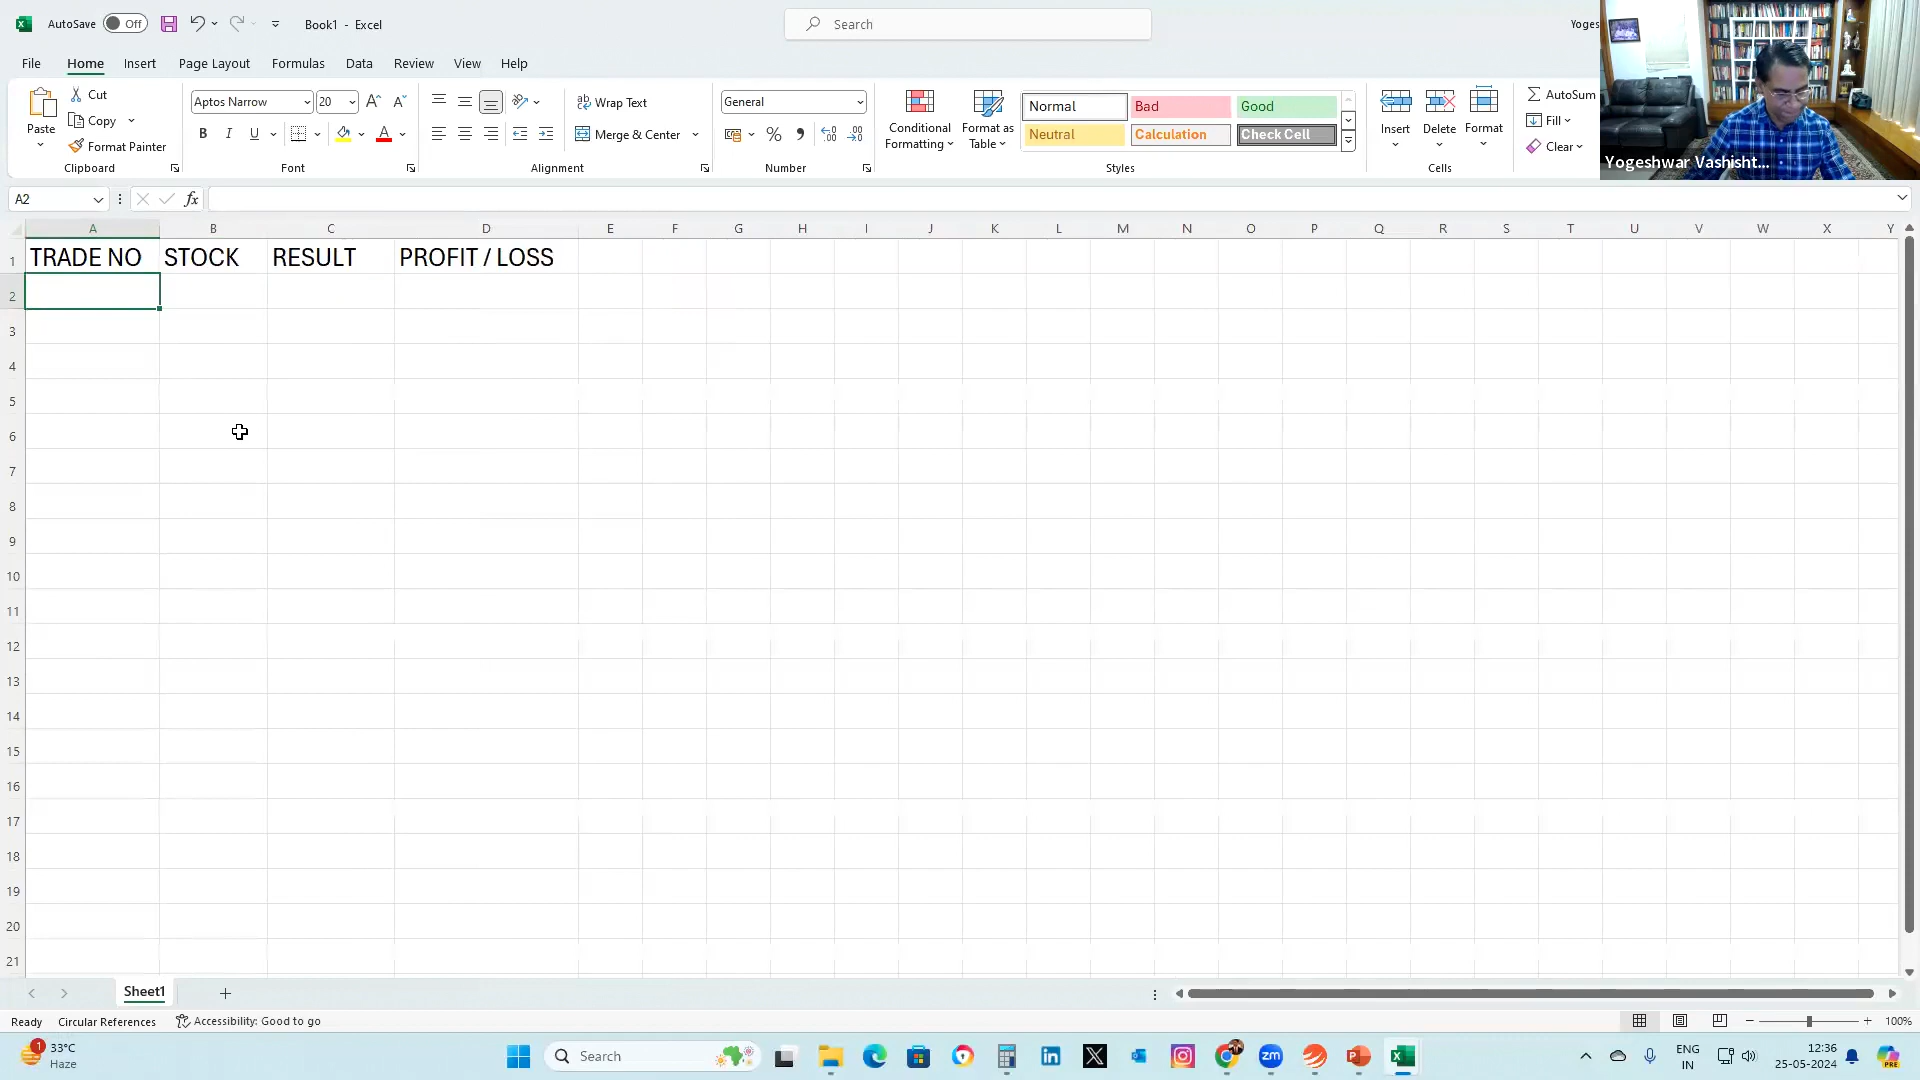 AutoSave Off Book1 - Excel Search Yoges
File Home Insert Page Layout Formulas Data Review View Help
Paste Cut Copy Format Painter Clipboard
Aptos Narrow 20 B I U A Font
Wrap Text Merge & Center Alignment
General % Number
Conditional Formatting Format as Table
Normal Bad Good
Neutral Calculation Check Cell
Styles
Insert Delete Format Cells
AutoSum
Fill
Clear
Yogeshwar Vashisht...
A2 fx
A B C D E F G H I J K L M N O P Q R S T U V W X Y
1 TRADE NO STOCK RESULT PROFIT / LOSS
2
3
4
5
6
7
8
9
10
11
12
13
14
15
16
17
18
19
20
21
Sheet1
Ready Circular References Accessibility: Good to go 100%
1 33°C Haze Search zm ENG IN 12:36 25-05-2024 PRE